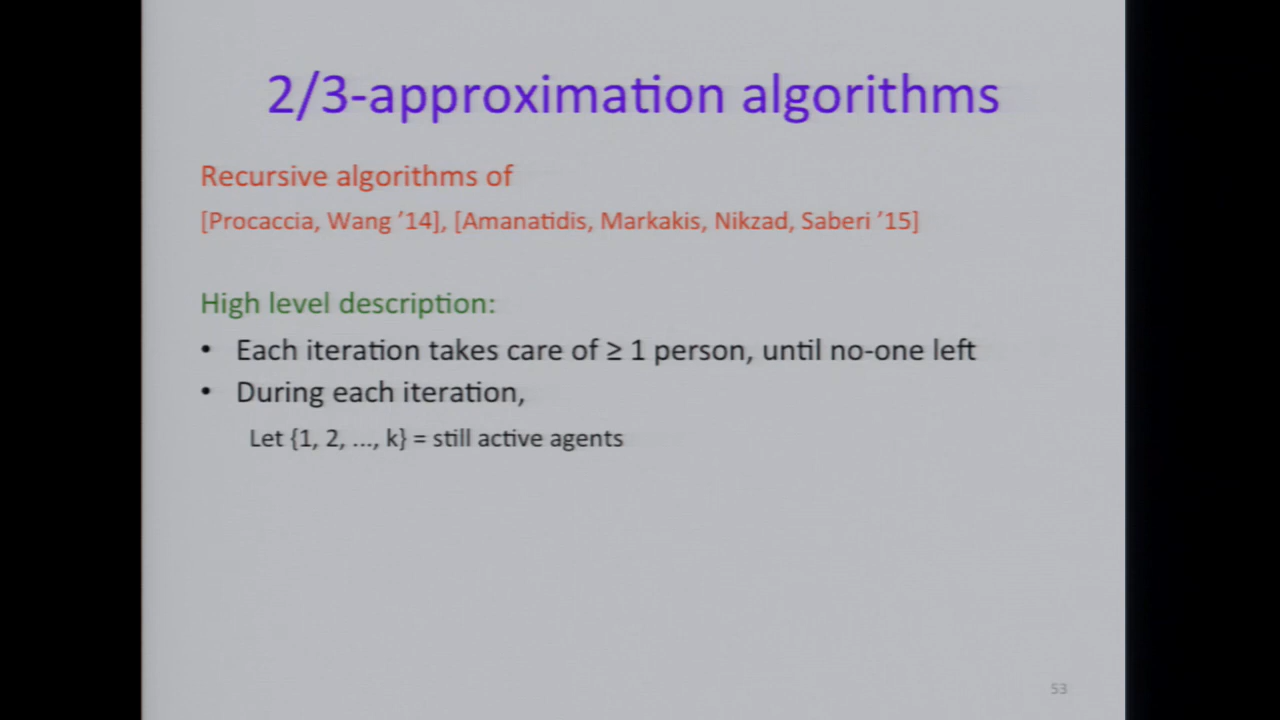 2/3-approximation algorithms
Recursive algorithms of
[Procaccia, Wang ’14], [Amanatidis, Markakis, Nikzad, Saberi ’15]
High level description:
• Each iteration takes care of ≥ 1 person, until no-one left
• During each iteration,
Let {1, 2, ..., k} = still active agents
53